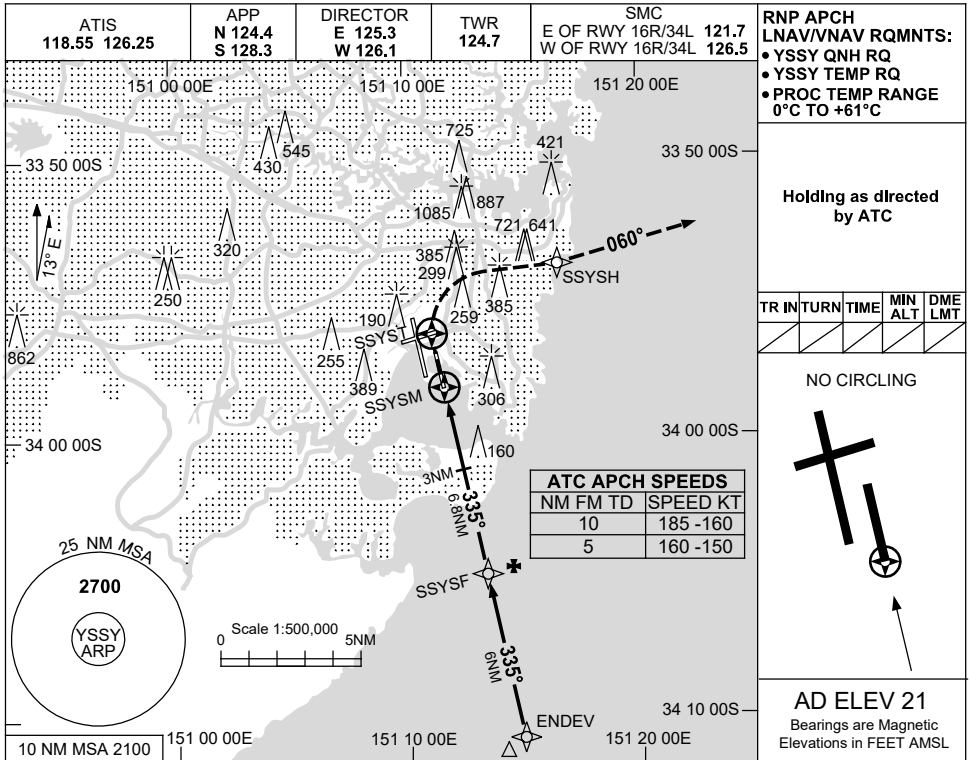 ATIS
118.55 126.25
APP
N 124.4
S 128.3
DIRECTOR
E 125.3
W 126.1
TWR
124.7
SMC
E OF RWY 16R/34L 121.7
W OF RWY 16R/34L 126.5
RNP APCH
LNAV/VNAV RQMNTS:
• YSSY QNH RQ
• YSSY TEMP RQ
• PROC TEMP RANGE
0°C TO +61°C
Holding as directed
by ATC
TR IN TURN TIME MIN ALT DME LMT
NO CIRCLING
AD ELEV 21
Bearings are Magnetic
Elevations in FEET AMSL
151 00 00E
151 10 00E
151 20 00E
33 50 00S
33 50 00S
545
430
725
421
887
1085
13° E
320
721 641
060°
385
299
SSYSH
250
385
259
190
SSYST
862
255
389
306
SSYSM
34 00 00S
34 00 00S
160
3NM
335°
6.8NM
ATC APCH SPEEDS
NM FM TD SPEED KT
10 185 -160
5 160 -150
25 NM MSA
2700
YSSY
ARP
SSYSF
Scale 1:500,000
0 5NM
335°
6NM
34 10 00S
ENDEV
10 NM MSA 2100
151 00 00E
151 10 00E
151 20 00E